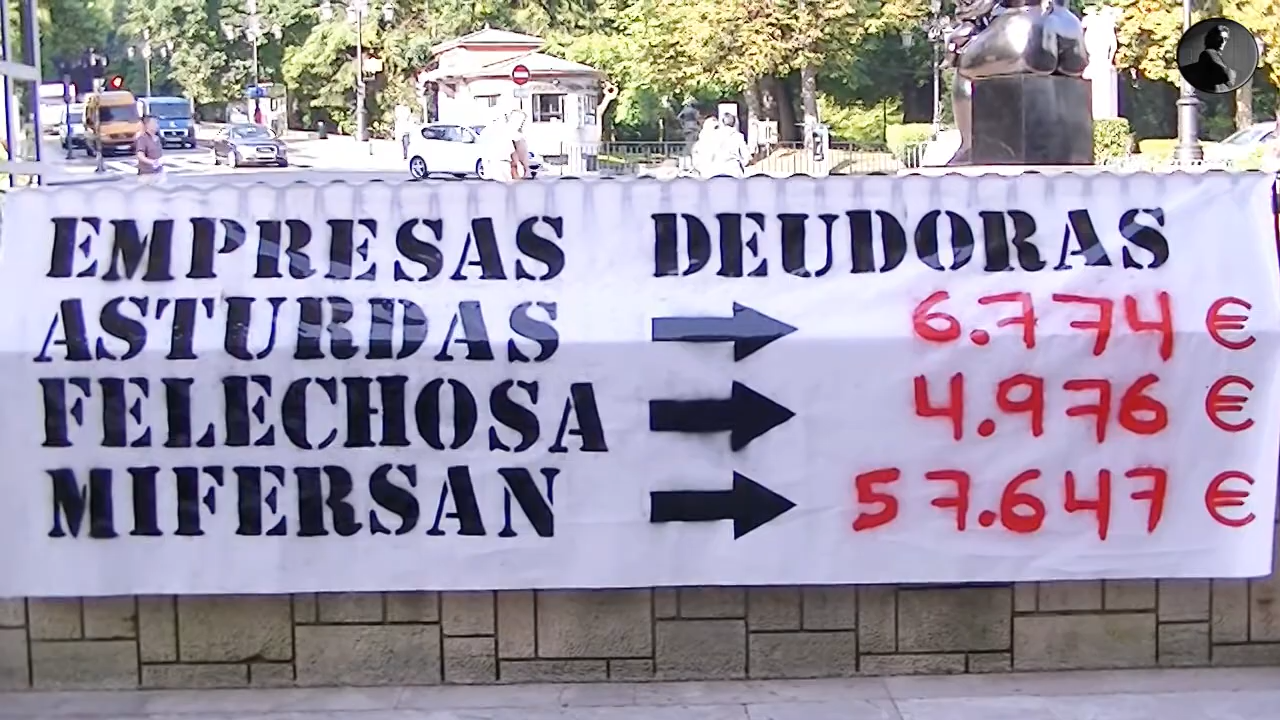 EMPRESAS DEUDORAS
ASTURDAS → 6.774 €
FELECHOSA → 4.976 €
MIFERSAN → 57.647 €